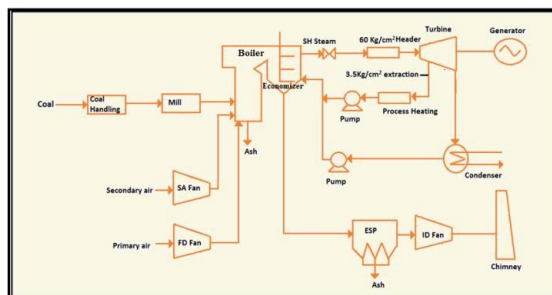 Turbine
Generator
SH Steam
60 Kg/cm² Header
Boiler
3.5Kg/cm² extraction
Economizer
Coal
Coal
Handling
Mill
Process Heating
Pump
Ash
Pump
Condenser
Secondary air
SA Fan
ESP
ID Fan
Primary air
FD Fan
Chimney
Ash